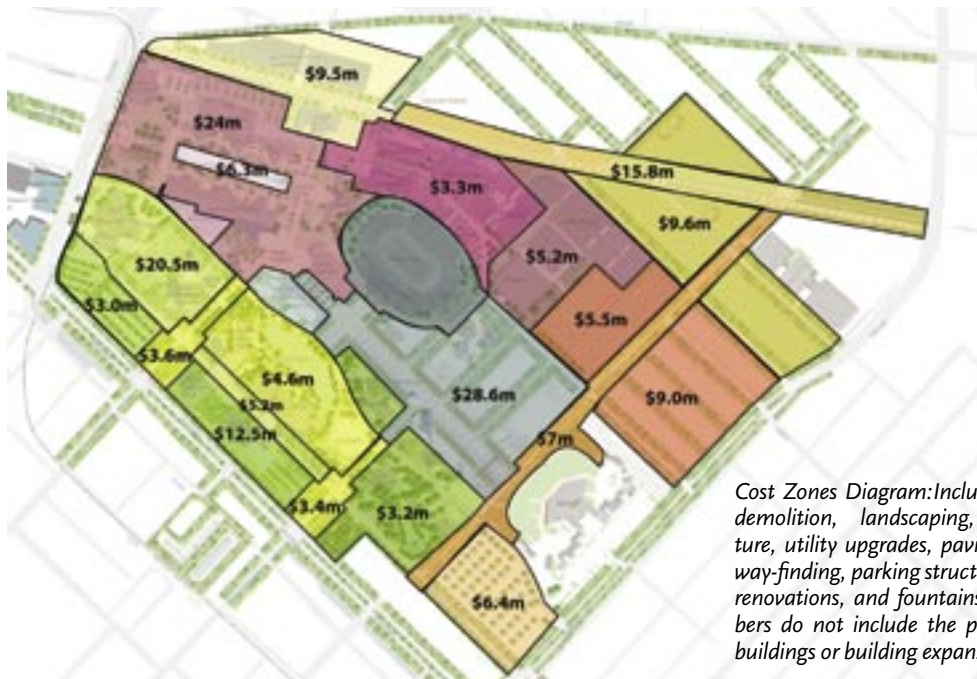 $9.5m
$24m
$6.3m
$3.3m
$15.8m
$9.6m
$5.2m
$20.5m
$3.0m
$5.5m
$3.6m
$4.6m
$28.6m
$9.0m
$5.2m
$12.5m
$7m
$3.4m
$3.2m
$6.4m
Cost Zones Diagram:Inclu
demolition, landscaping,
ture, utility upgrades, pavi
way-finding, parking struct
renovations, and fountains
bers do not include the p
buildings or building expan